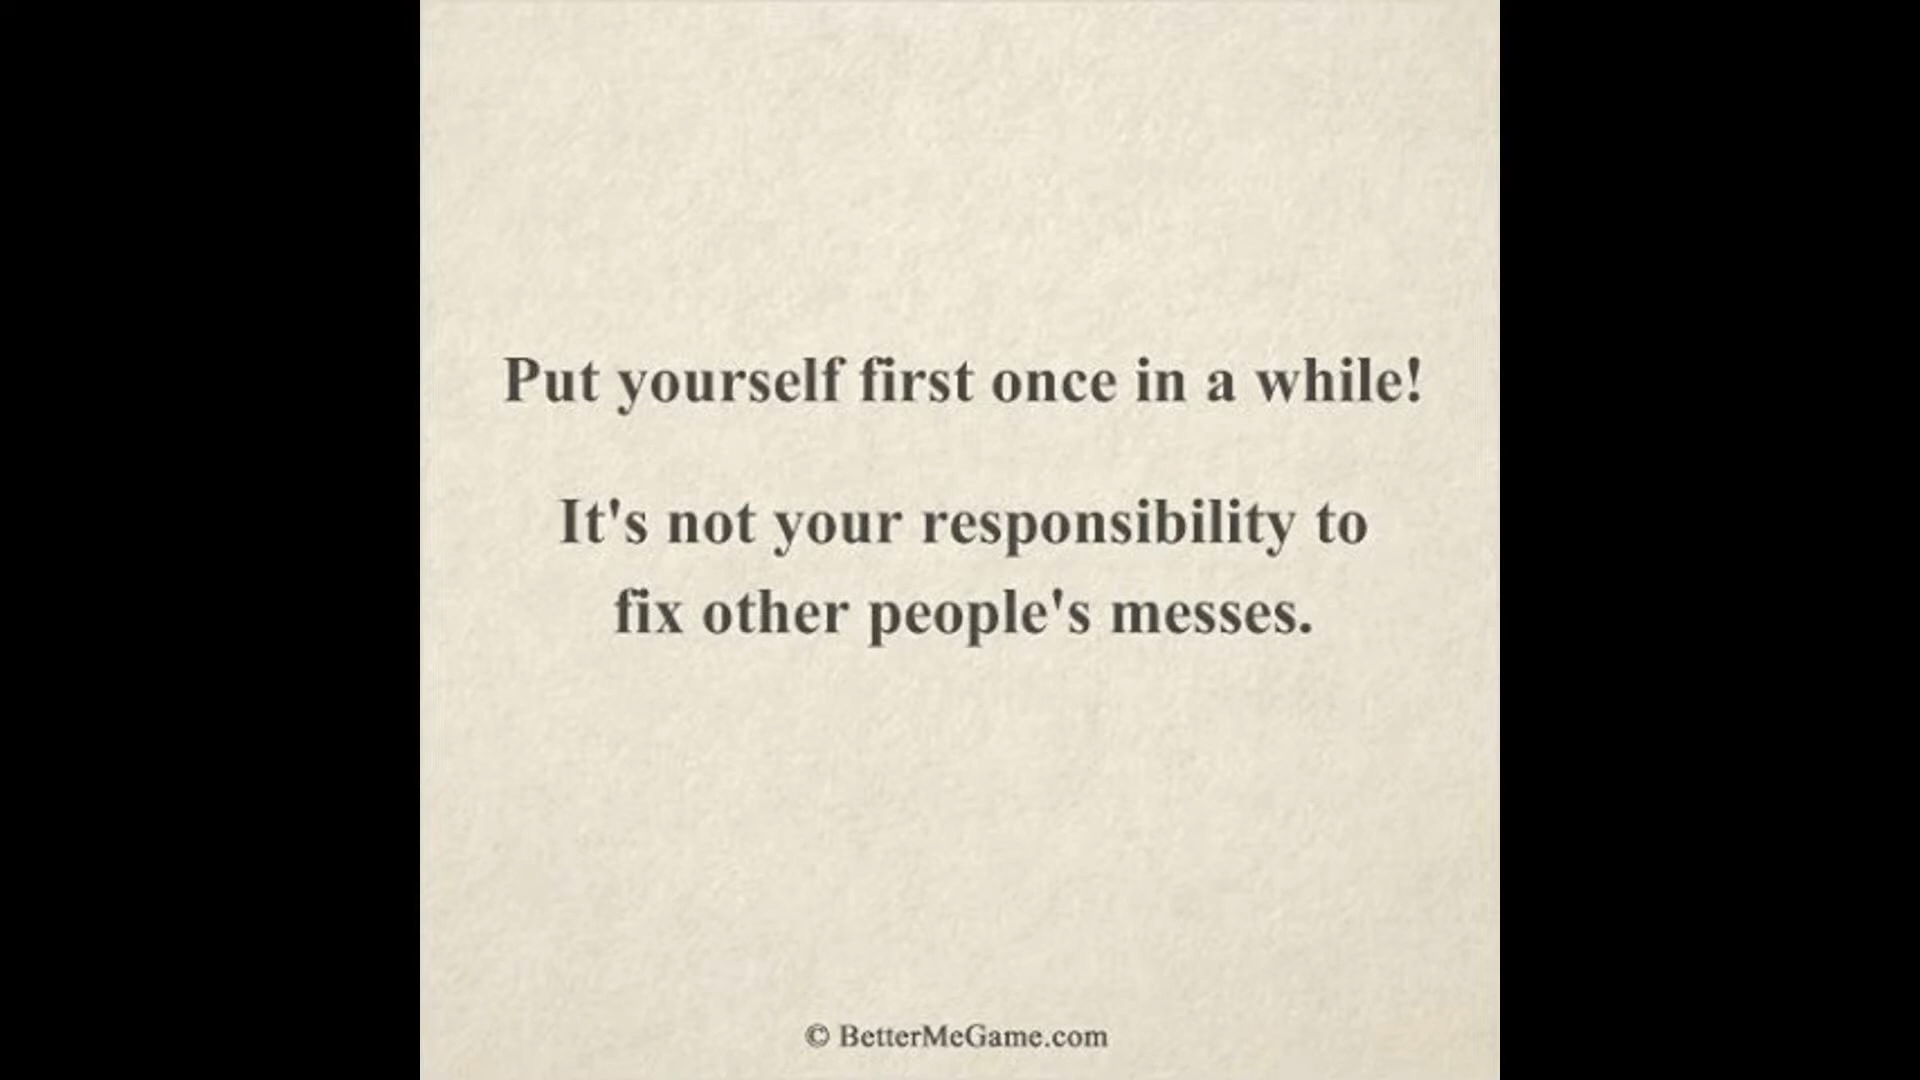 Put yourself first once in a while!
It's not your responsibility to
fix other people's messes.
© BetterMeGame.com